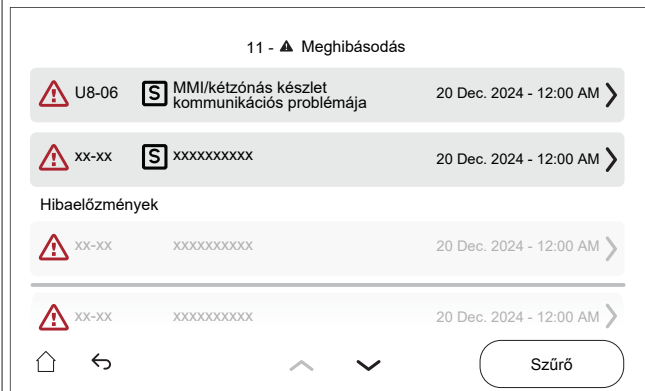 11 - Meghibásodás
U8-06 S MMI/kétzónás készlet kommunikációs problémája 20 Dec. 2024 - 12:00 AM
xx-xx S xxxxxxxxxx 20 Dec. 2024 - 12:00 AM
Hibaelőzmények
xx-xx xxxxxxxxxx 20 Dec. 2024 - 12:00 AM
xx-xx xxxxxxxxxx 20 Dec. 2024 - 12:00 AM
Szűrő